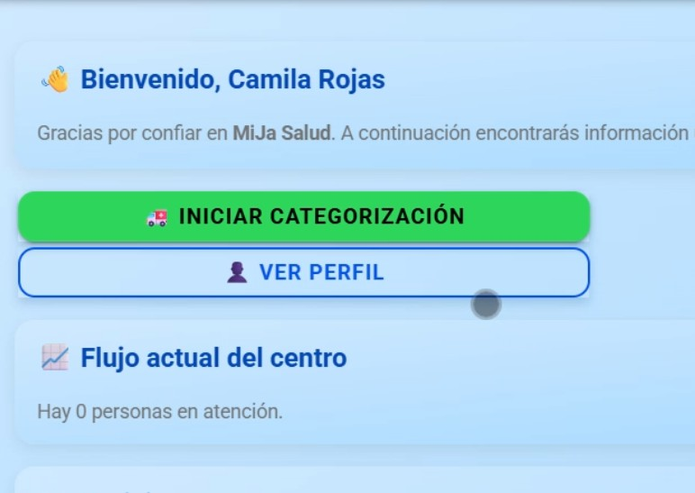 Bienvenido, Camila Rojas
Gracias por confiar en MiJa Salud. A continuación encontrarás información
INICIAR CATEGORIZACIÓN
VER PERFIL
Flujo actual del centro
Hay 0 personas en atención.